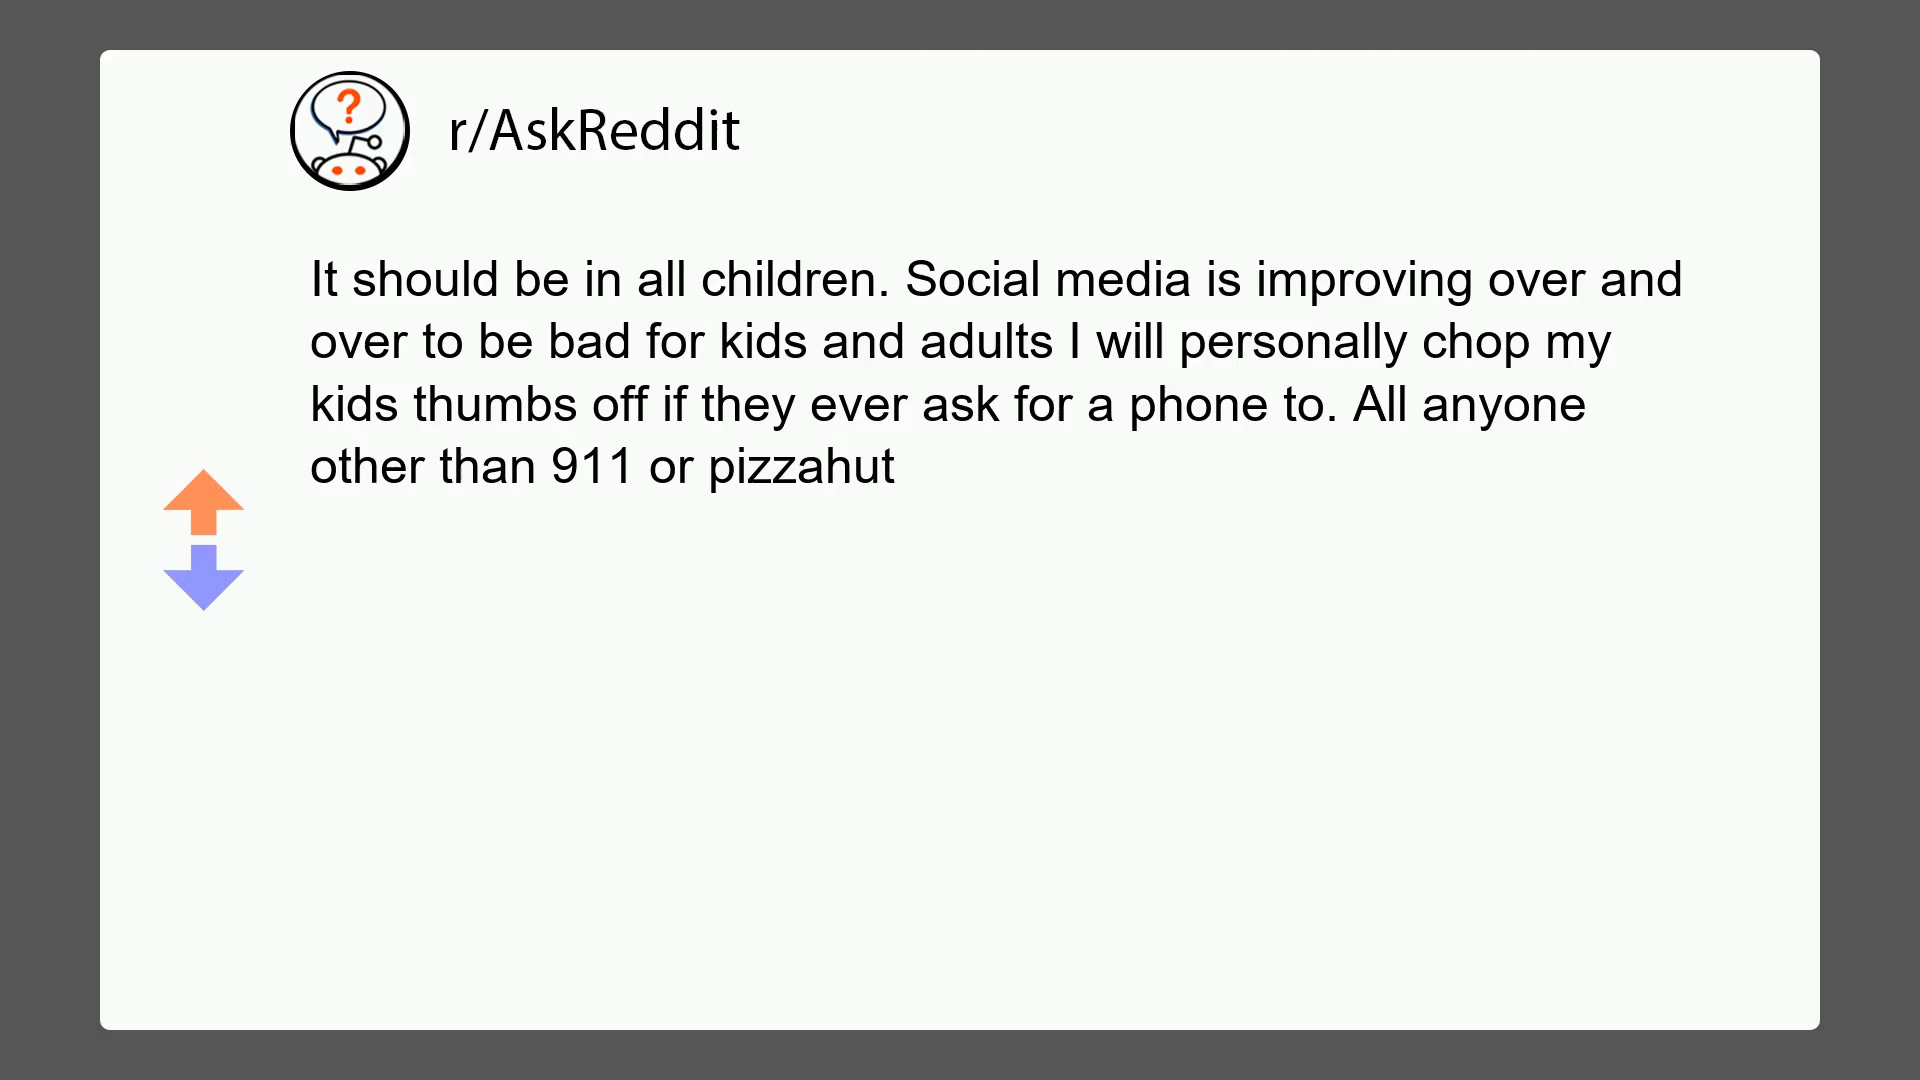 ?
r/AskReddit
It should be in all children. Social media is improving over and
over to be bad for kids and adults I will personally chop my
kids thumbs off if they ever ask for a phone to. All anyone
other than 911 or pizzahut